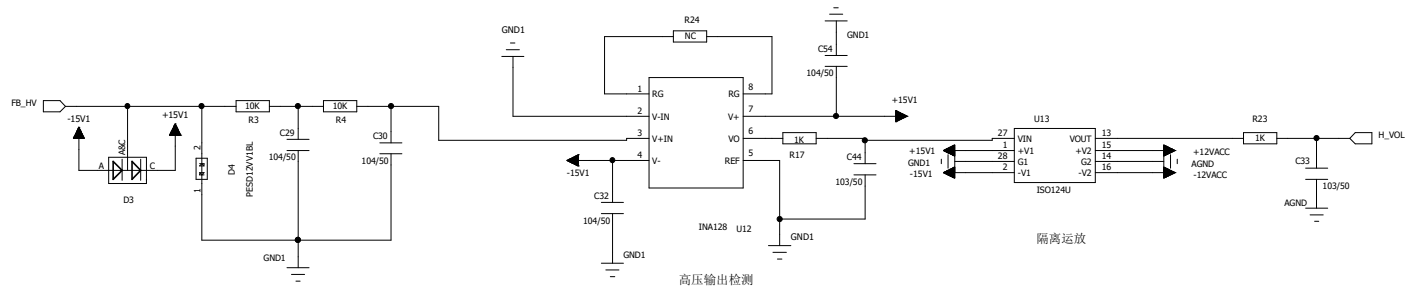 FB_HV
-15V1
+15V1
A&C
A
C
D3
2
1
D4
PESD12VV1BL
10K
R3
C29
104/50
10K
R4
C30
104/50
GND1
GND1
R24
NC
1
RG
2
V-IN
3
V+IN
4
V-
RG
8
V+
7
VO
6
REF
5
INA128
U12
-15V1
C32
104/50
GND1
GND1
C54
104/50
+15V1
1K
R17
C44
103/50
GND1
高压输出检测
U13
27
VIN
1
+V1
28
G1
2
-V1
VOUT
13
+V2
15
G2
14
-V2
16
ISO124U
+15V1
GND1
-15V1
+12VACC
AGND
-12VACC
隔离运放
R23
1K
H_VOL
C33
103/50
AGND